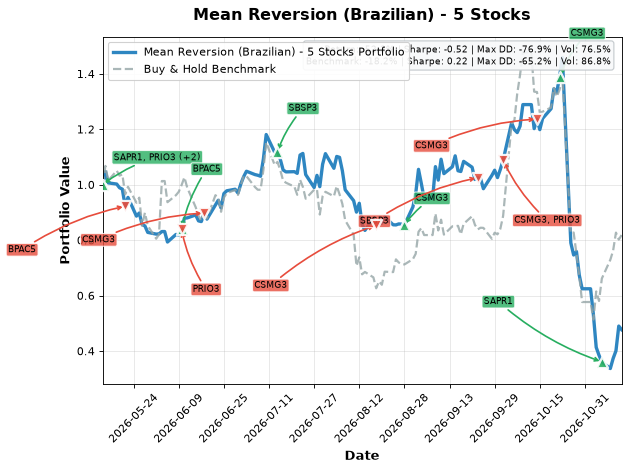 Mean Reversion (Brazilian) - 5 Stocks
CSMG3
Mean Reversion (Brazilian) - 5 Stocks Portfolio
Buy & Hold Benchmark
Sharpe: -0.52 | Max DD: -76.9% | Vol: 76.5%
Benchmark: -18.2% | Sharpe: 0.22 | Max DD: -65.2% | Vol: 86.8%
1.4
1.2
1.0
0.8
0.6
0.4
Portfolio Value
SBSP3
SAPR1, PRIO3 (+2)
BPAC5
CSMG3
CSMG3
SBSP3
CSMG3, PRIO3
BPAC5
CSMG3
CSMG3
PRIO3
SAPR1
2026-05-24
2026-06-09
2026-06-25
2026-07-11
2026-07-27
2026-08-12
2026-08-28
2026-09-13
2026-09-29
2026-10-15
2026-10-31
Date